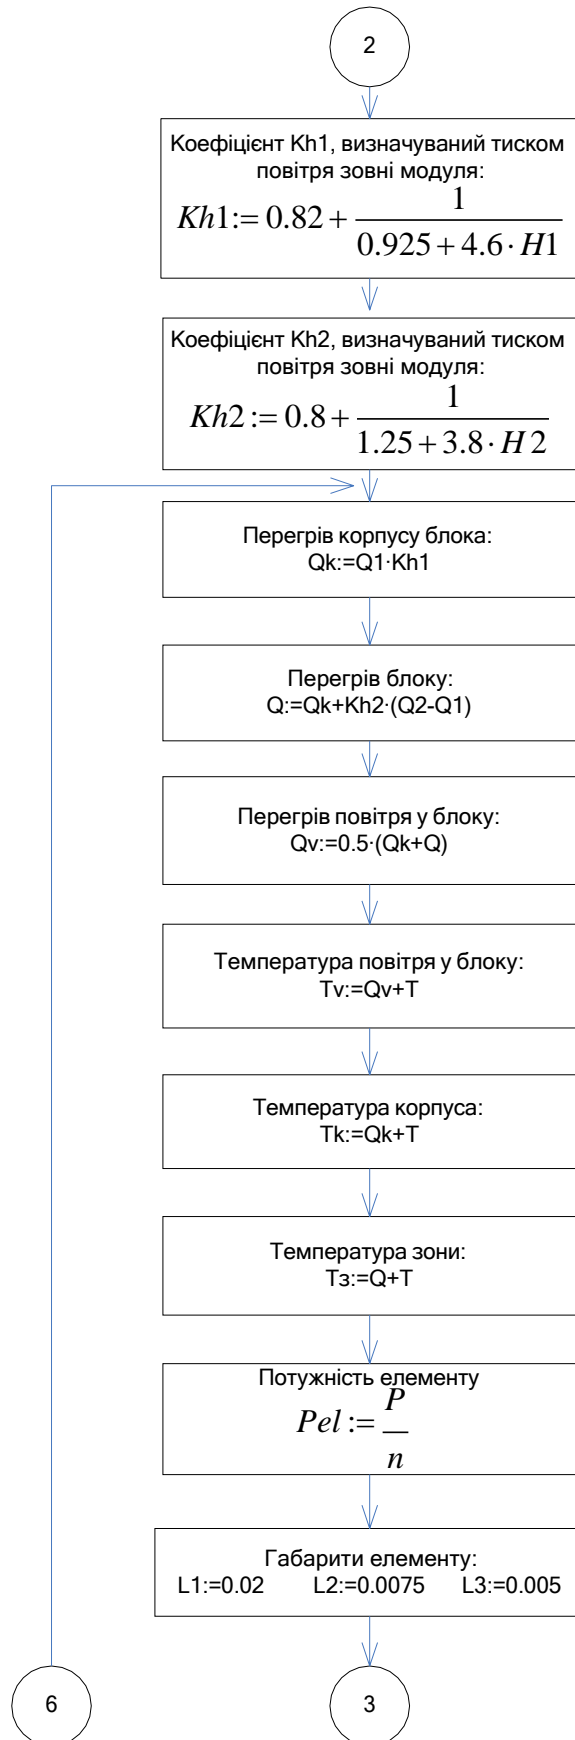 2
Коефіцієнт Kh1, визначуваний тиском
повітря зовні модуля:
Kh1:= 0.82 + 1/(0.925 + 4.6 · H1)
Коефіцієнт Kh2, визначуваний тиском
повітря зовні модуля:
Kh2 := 0.8 + 1/(1.25 + 3.8 · H2)
Перегрів корпусу блока:
Qk:=Q1·Kh1
Перегрів блоку:
Q:=Qk+Kh2·(Q2-Q1)
Перегрів повітря у блоку:
Qv:=0.5·(Qk+Q)
Температура повітря у блоку:
Tv:=Qv+T
Температура корпуса:
Tk:=Qk+T
Температура зони:
Тз:=Q+T
Потужність елементу
Pel := P/n
Габарити елементу:
L1:=0.02 L2:=0.0075 L3:=0.005
6
3